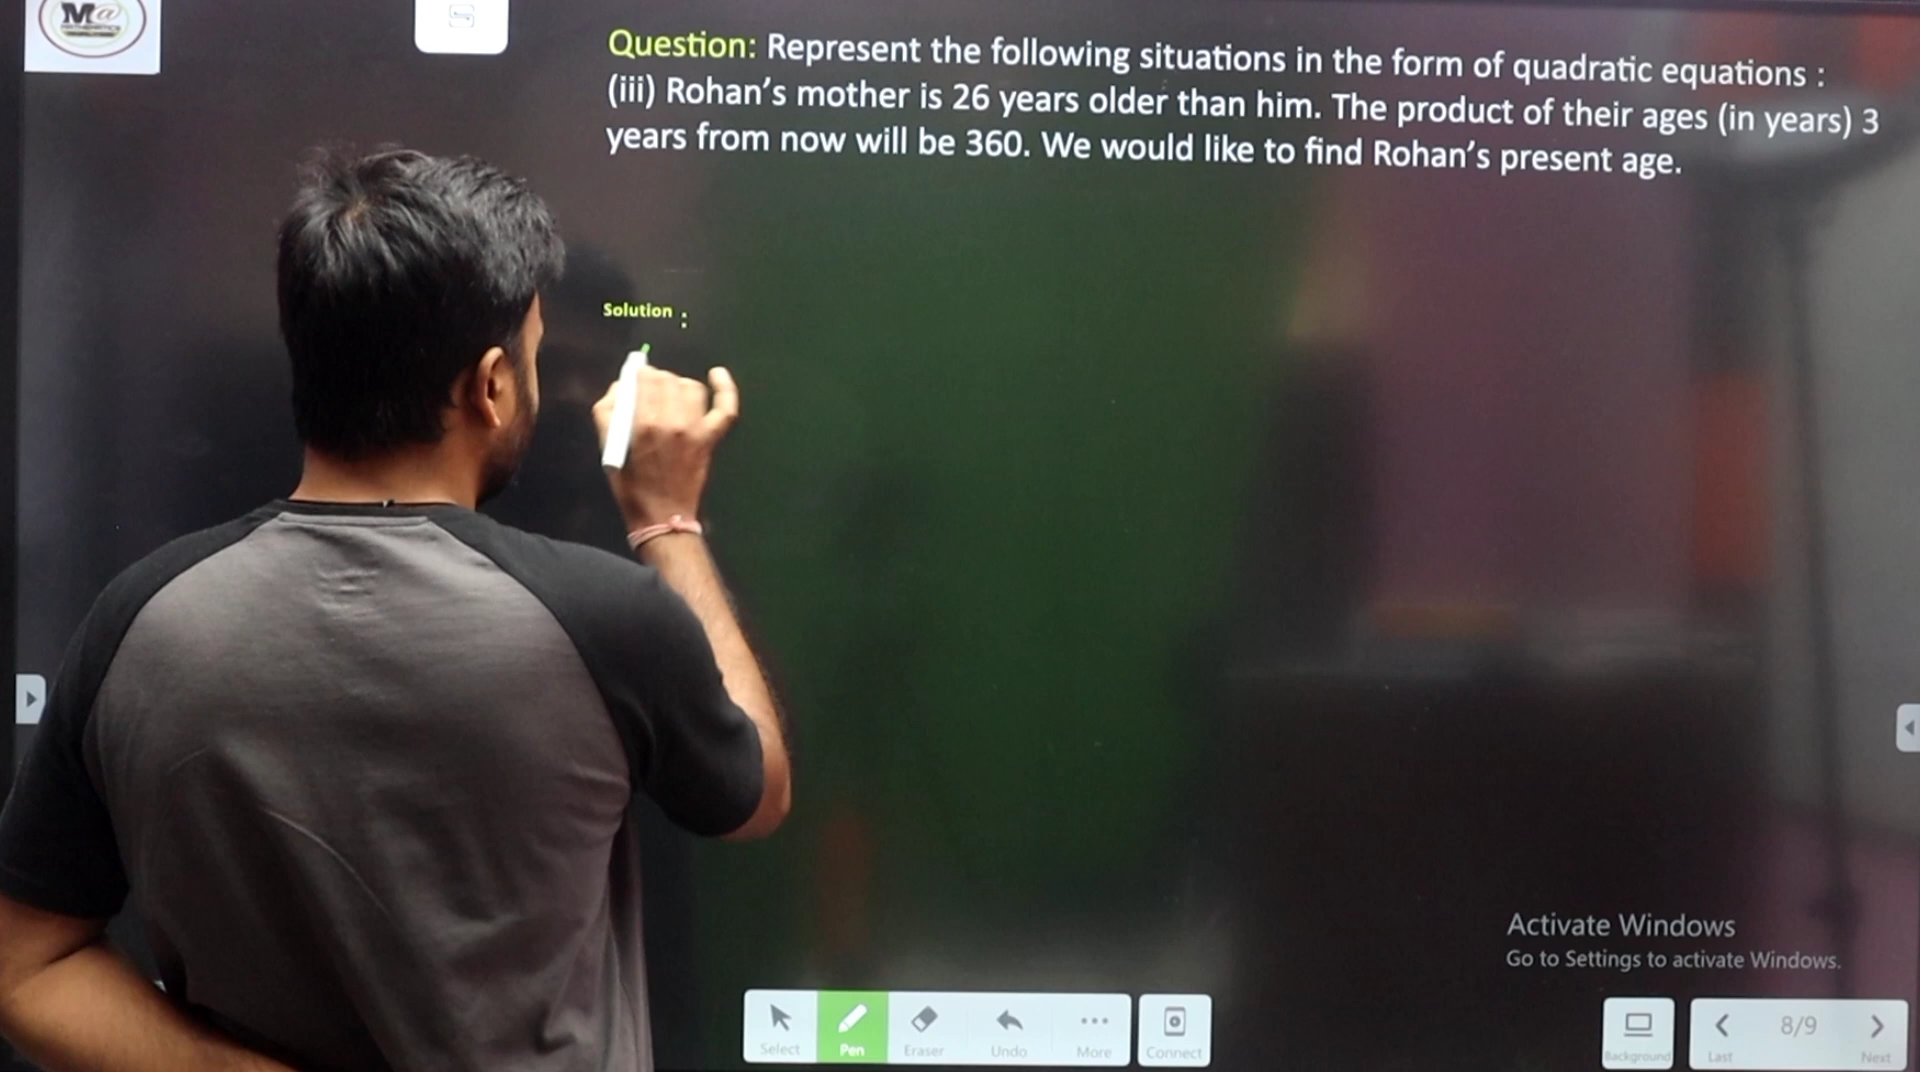 M@
Question: Represent the following situations in the form of quadratic equations :
(iii) Rohan’s mother is 26 years older than him. The product of their ages (in years) 3
years from now will be 360. We would like to find Rohan’s present age.
Solution :
Activate Windows
Go to Settings to activate Windows.
Select Pen Eraser Undo More Connect
Background
8/9
Last Next